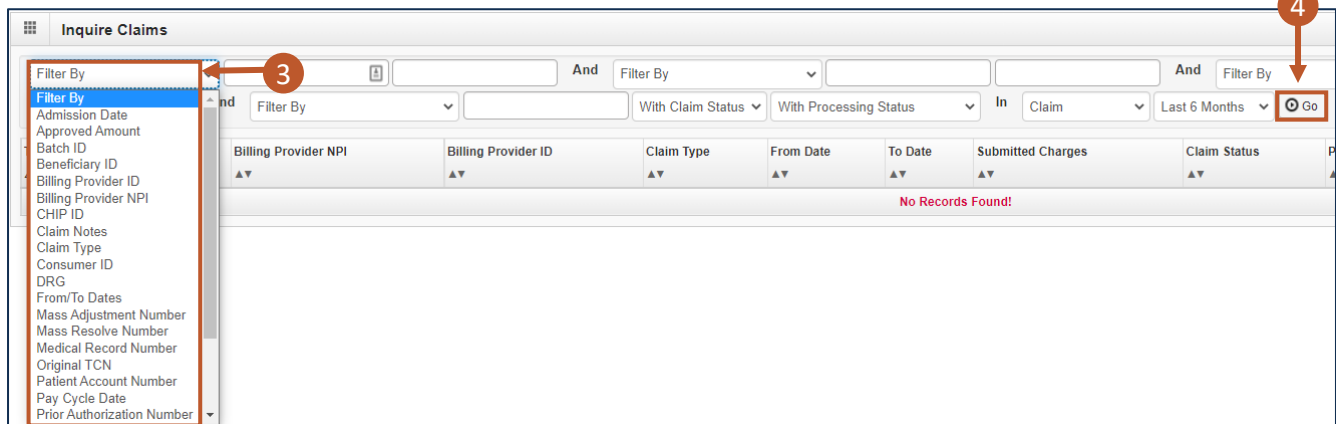 4
Inquire Claims
Filter By 3 And Filter By And Filter By
nd Filter By With Claim Status With Processing Status In Claim Last 6 Months Go
Billing Provider NPI Billing Provider ID Claim Type From Date To Date Submitted Charges Claim Status
No Records Found!
Filter By
Admission Date
Approved Amount
Batch ID
Beneficiary ID
Billing Provider ID
Billing Provider NPI
CHIP ID
Claim Notes
Claim Type
Consumer ID
DRG
From/To Dates
Mass Adjustment Number
Mass Resolve Number
Medical Record Number
Original TCN
Patient Account Number
Pay Cycle Date
Prior Authorization Number